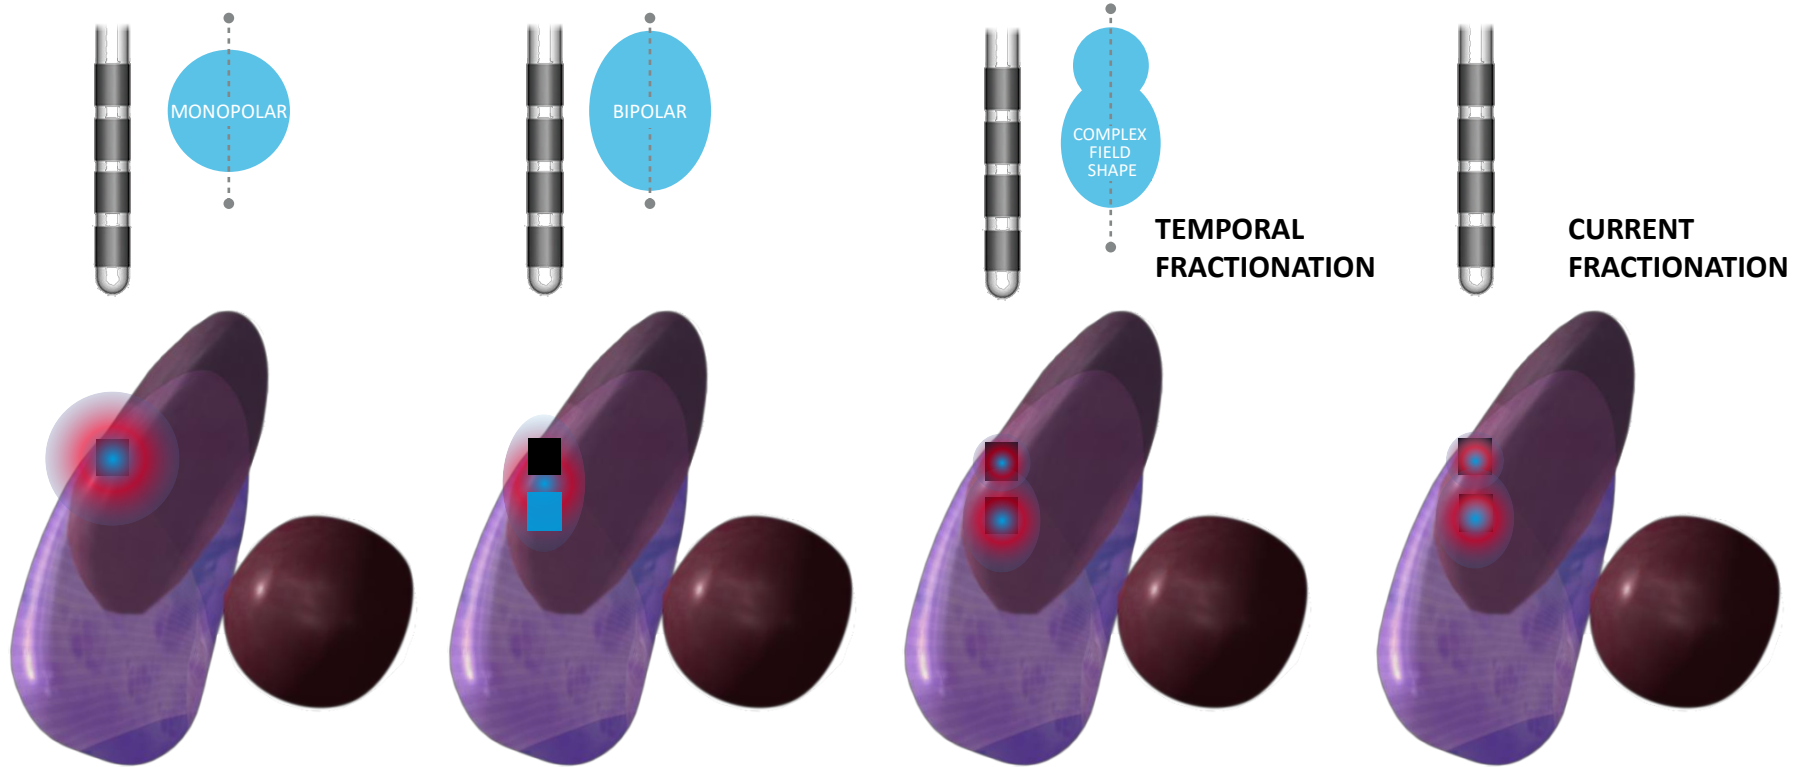 MONOPOLAR
BIPOLAR
COMPLEX
FIELD
SHAPE
TEMPORAL
FRACTIONATION
CURRENT
FRACTIONATION